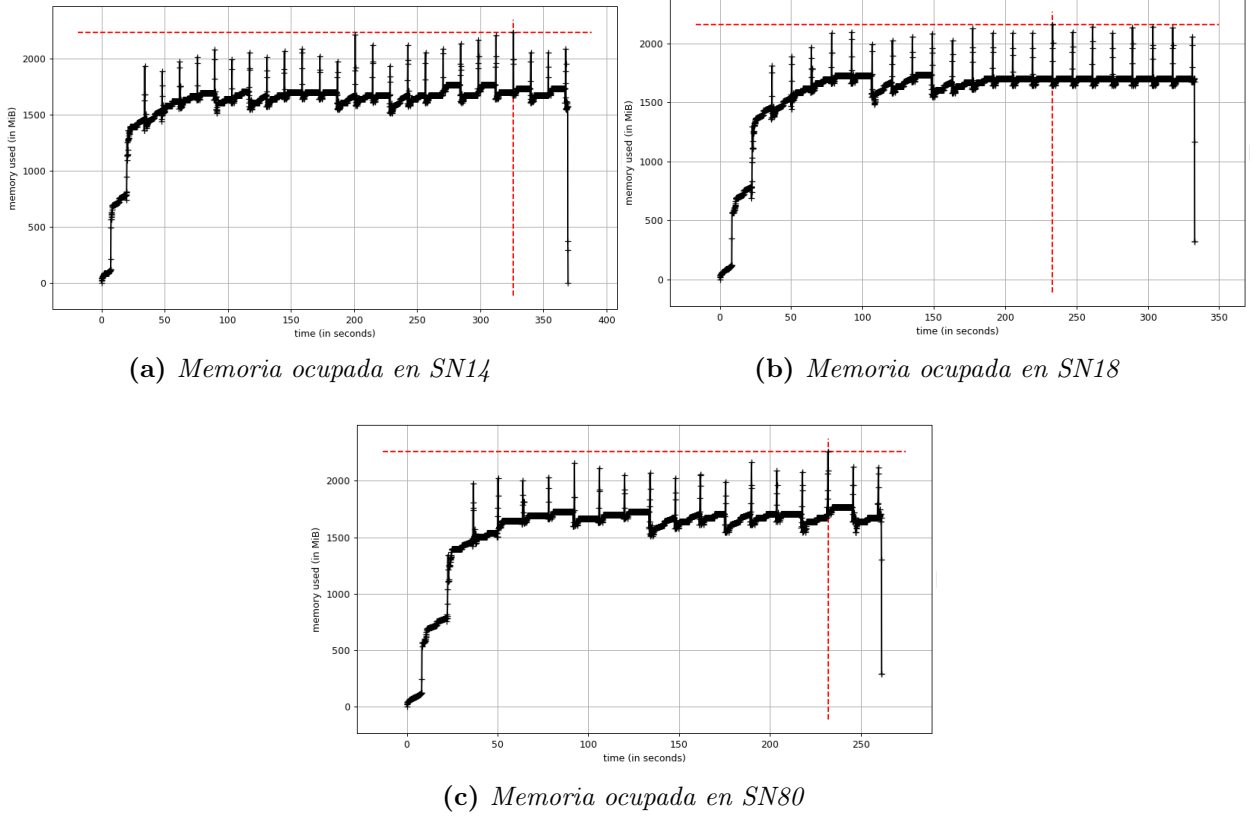 2000
1500
1000
500
0
memory used (in MiB)
0 50 100 150 200 250 300 350 400
time (in seconds)
(a) Memoria ocupada en SN14
2000
1500
1000
500
0
memory used (in MiB)
0 50 100 150 200 250 300 350
time (in seconds)
(b) Memoria ocupada en SN18
2000
1500
1000
500
0
memory used (in MiB)
0 50 100 150 200 250
time (in seconds)
(c) Memoria ocupada en SN80